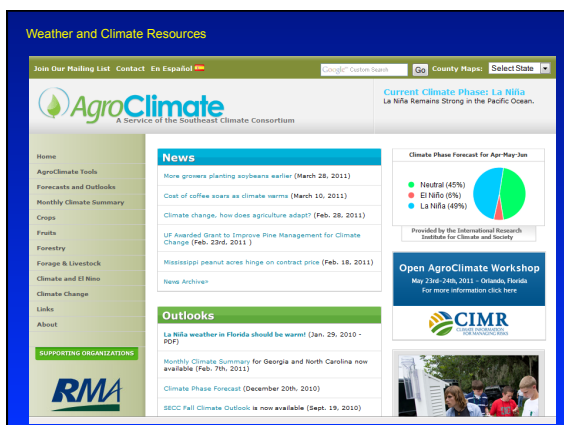 Weather and Climate Resources
Join Our Mailing List Contact En Español
Google™ Custom Search
Go
County Maps:
Select State
AgroClimate
A Service of the Southeast Climate Consortium
Current Climate Phase: La Niña
La Niña Remains Strong in the Pacific Ocean.
Home
AgroClimate Tools
Forecasts and Outlooks
Monthly Climate Summary
Crops
Fruits
Forestry
Forage & Livestock
Climate and El Nino
Climate Change
Links
About
SUPPORTING ORGANIZATIONS
RMA
News
More growers planting soybeans earlier (March 28, 2011)
Cost of coffee soars as climate warms (March 10, 2011)
Climate change, how does agriculture adapt? (Feb. 28, 2011)
UF Awarded Grant to Improve Pine Management for Climate
Change (Feb. 23rd, 2011 )
Mississippi peanut acres hinge on contract price (Feb. 18, 2011)
News Archive»
Outlooks
La Niña weather in Florida should be warm! (Jan. 29, 2010 -
PDF)
Monthly Climate Summary for Georgia and North Carolina now
available (Feb. 7th. 2011)
Climate Phase Forecast (December 20th, 2010)
SECC Fall Climate Outlook is now available (Sept. 19, 2010)
Climate Phase Forecast for Apr-May-Jun
Neutral (45%)
El Niño (6%)
La Niña (49%)
Provided by the International Research
Institute for Climate and Society
Open AgroClimate Workshop
May 23rd-24th, 2011 - Orlando, Florida
For more information click here
CIMR
CLIMATE INFORMATION
FOR MANAGING RISKS